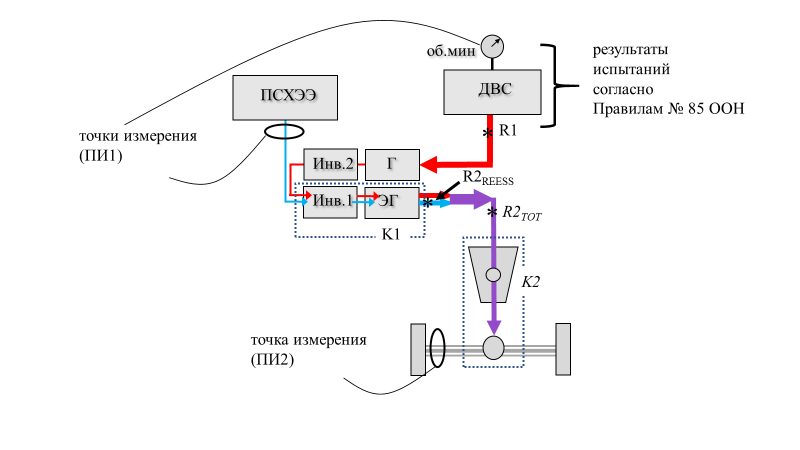 об.мин
результаты
испытаний
согласно
Правилам № 85 ООН
ДВС
ПСХЭЭ
точки измерения
(ПИ1)
* R1
Инв.2
Г
R2REESS
Инв.1
ЭГ
*
* R2TOT
K1
K2
точка измерения
(ПИ2)